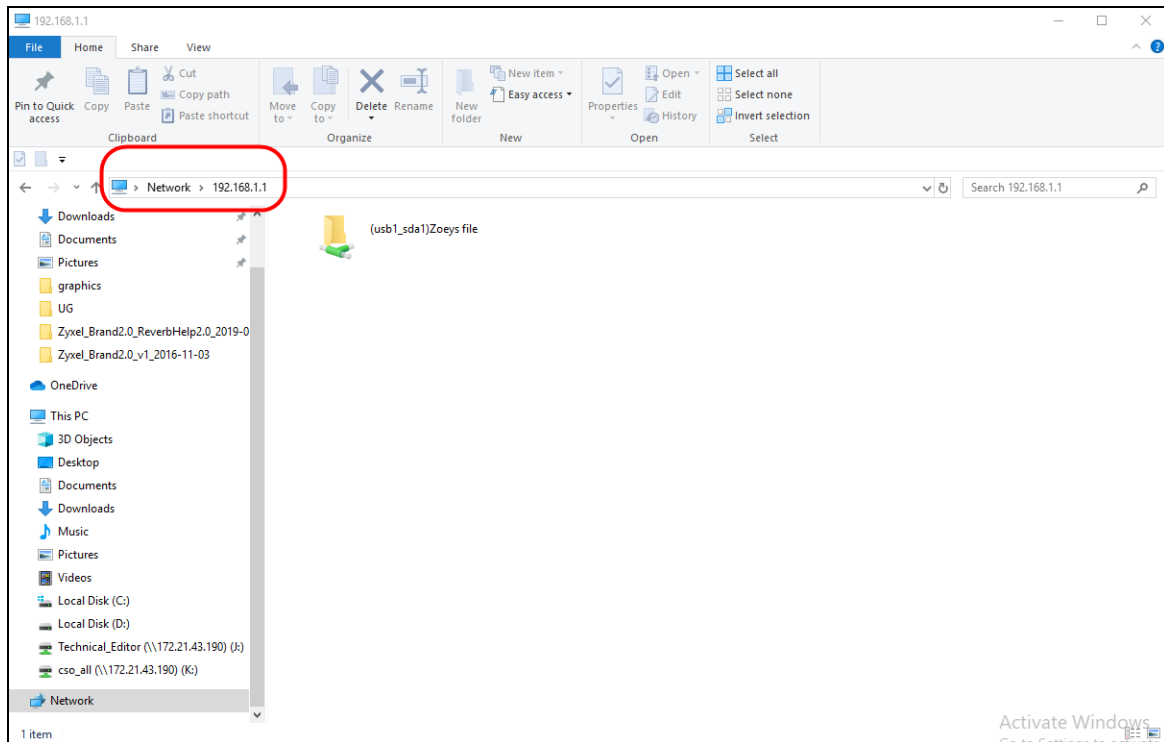 192.168.1.1
File Home Share View
Pin to Quick access
Copy
Paste
Cut
Copy path
Paste shortcut
Clipboard
Move to
Copy to
Delete
Rename
Organize
New folder
New item
Easy access
New
Properties
Open
Edit
History
Open
Select all
Select none
Invert selection
Select
Network > 192.168.1.1
Search 192.168.1.1
Downloads
Documents
Pictures
graphics
UG
Zyxel_Brand2.0_ReverbHelp2.0_2019-0
Zyxel_Brand2.0_v1_2016-11-03
OneDrive
This PC
3D Objects
Desktop
Documents
Downloads
Music
Pictures
Videos
Local Disk (C:)
Local Disk (D:)
Technical_Editor (\\172.21.43.190) (J:)
cso_all (\\172.21.43.190) (K:)
Network
(usb1_sda1)Zoeys file
Activate Windows
1 item